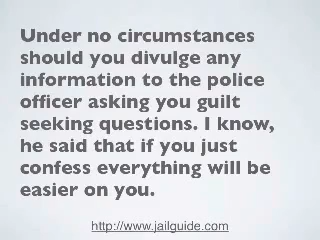 Under no circumstances
should you divulge any
information to the police
officer asking you guilt
seeking questions. I know,
he said that if you just
confess everything will be
easier on you.
http://www.jailguide.com